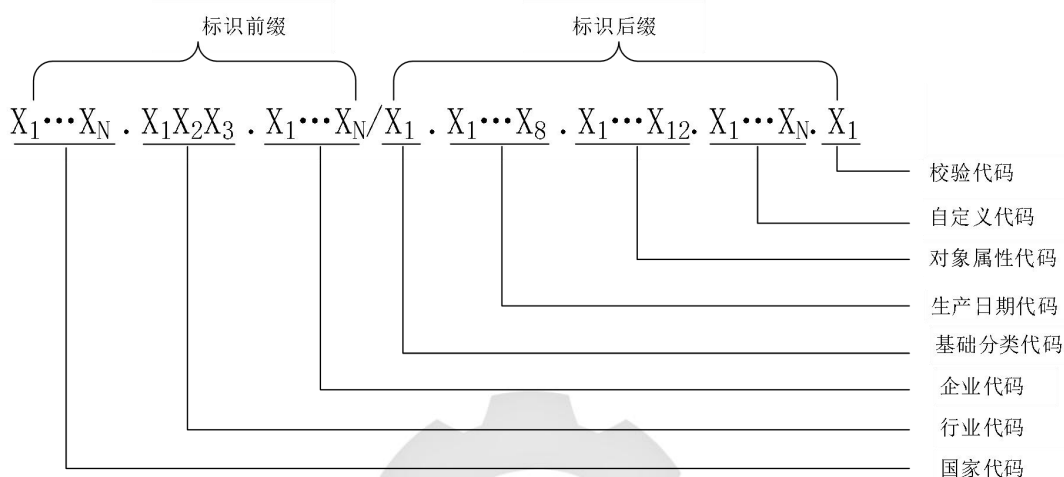 标识前缀 标识后缀
X₁···X_N . X₁X₂X₃ . X₁···X_N/X₁ . X₁···X₈ . X₁···X₁₂. X₁···X_N. X₁
校验代码
自定义代码
对象属性代码
生产日期代码
基础分类代码
企业代码
行业代码
国家代码